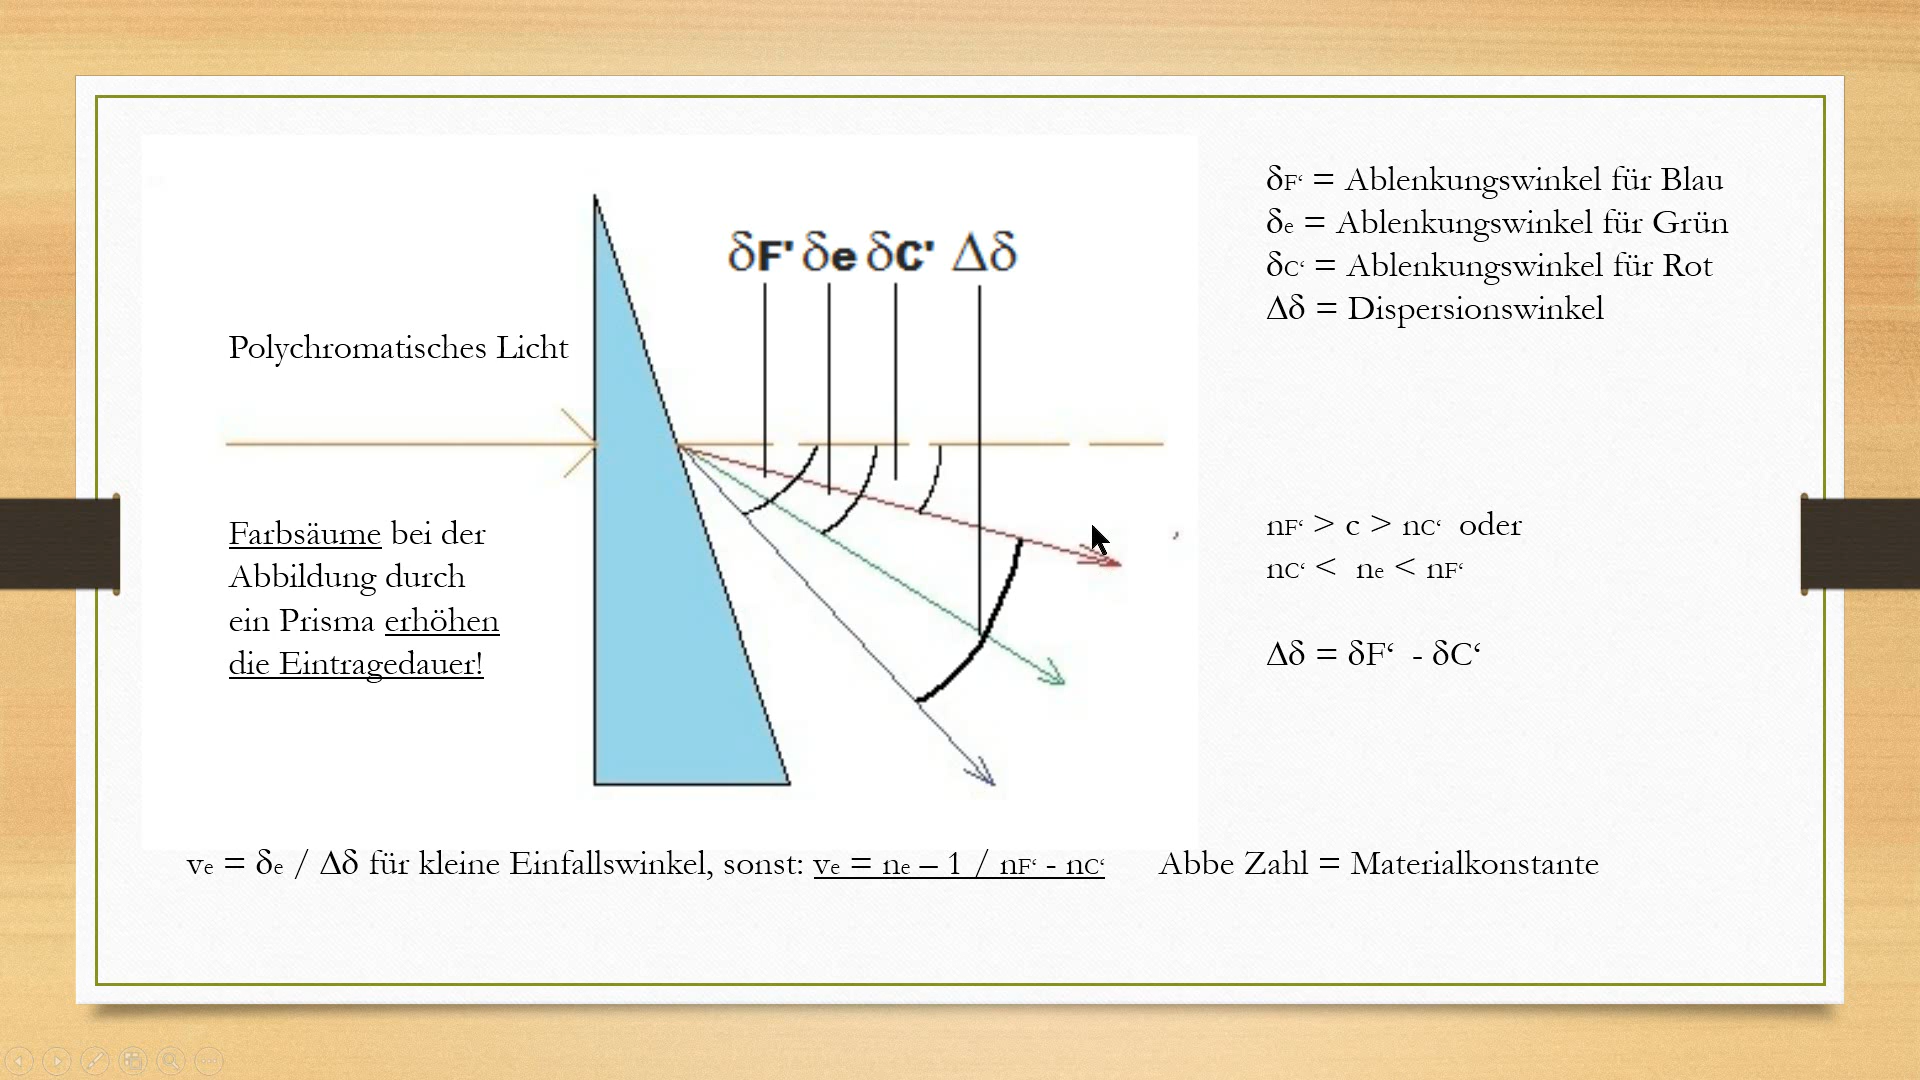 δF' δe δC' Δδ
Polychromatisches Licht
Farbsäume bei der
Abbildung durch
ein Prisma erhöhen
die Eintragedauer!
δF‘ = Ablenkungswinkel für Blau
δe = Ablenkungswinkel für Grün
δC‘ = Ablenkungswinkel für Rot
Δδ = Dispersionswinkel
nF‘ > c > nC‘ oder
nC‘ < ne < nF‘
Δδ = δF‘ - δC‘
ve = δe / Δδ für kleine Einfallswinkel, sonst: ve = ne – 1 / nF‘ - nC‘ Abbe Zahl = Materialkonstante